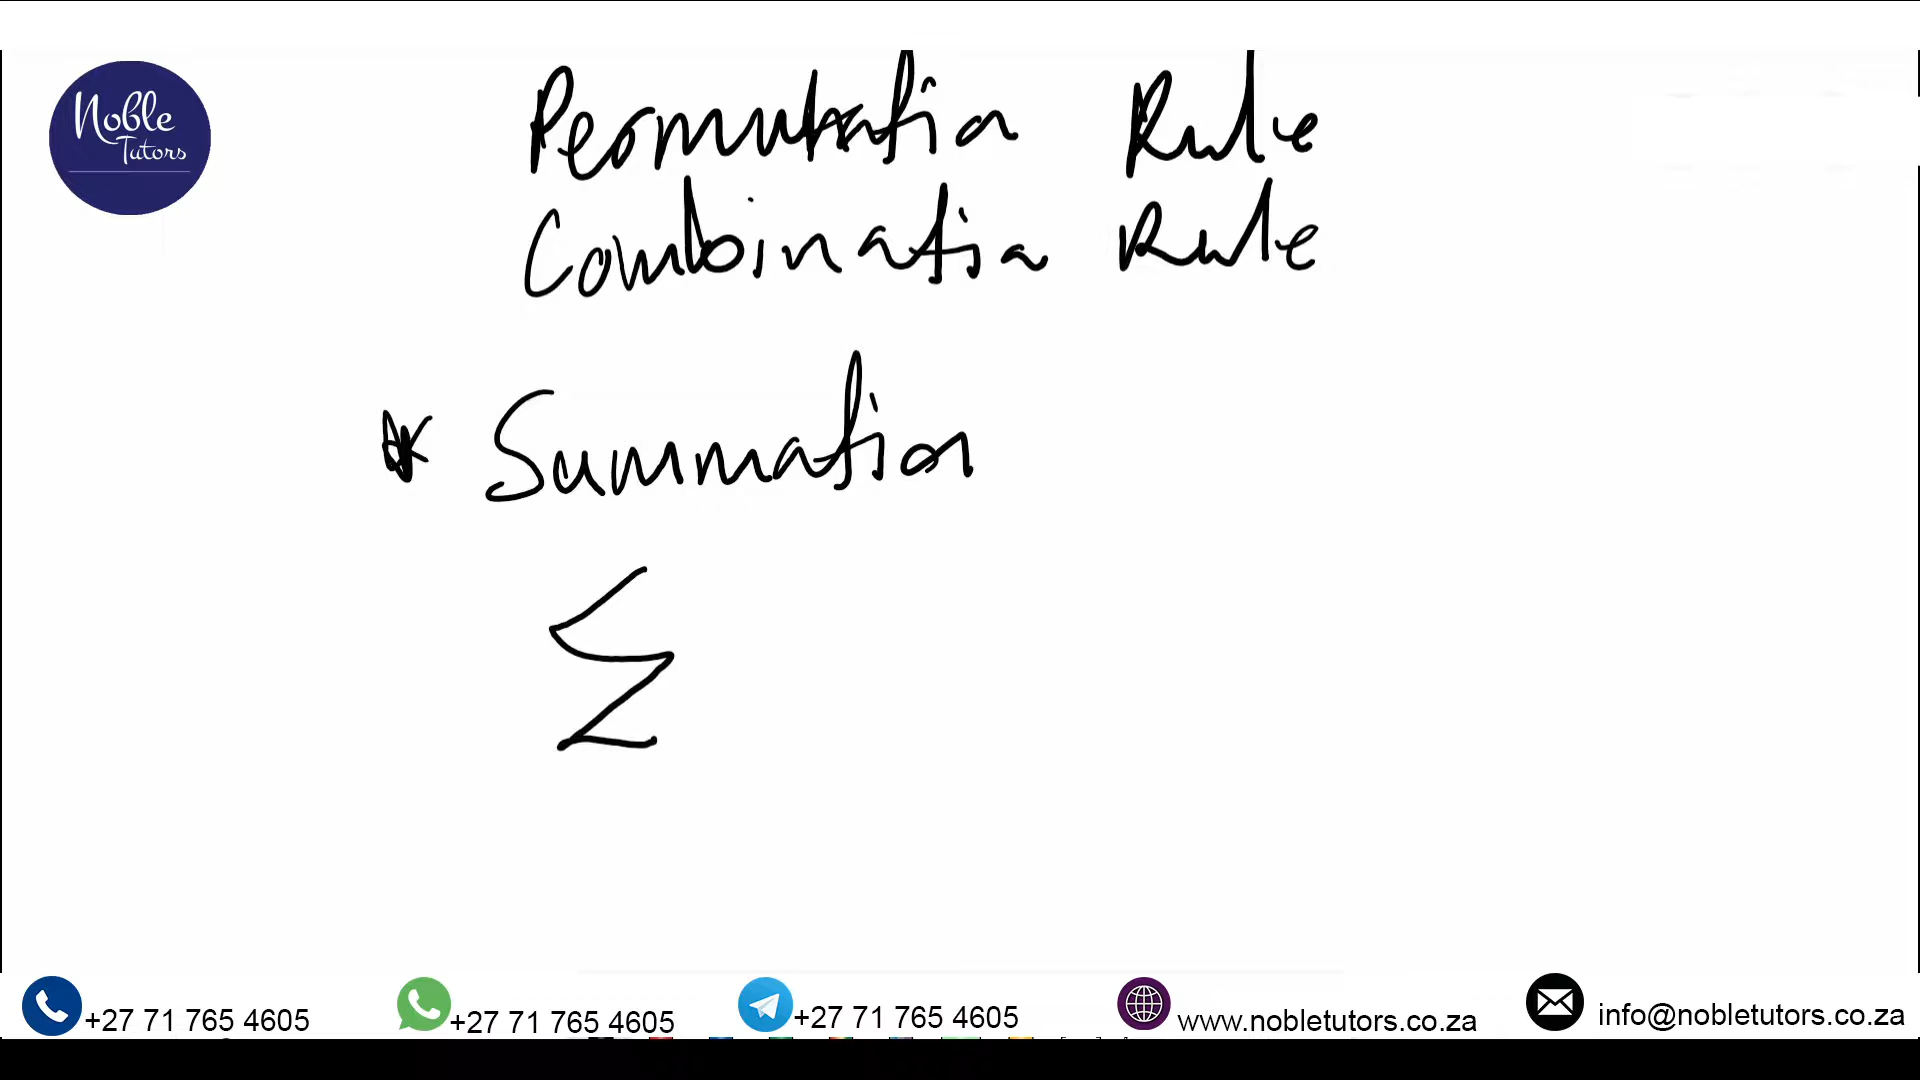 Noble
Tutors
Permutation Rule
Combination Rule
* Summation
Σ
+27 71 765 4605
+27 71 765 4605
+27 71 765 4605
www.nobletutors.co.za
info@nobletutors.co.za